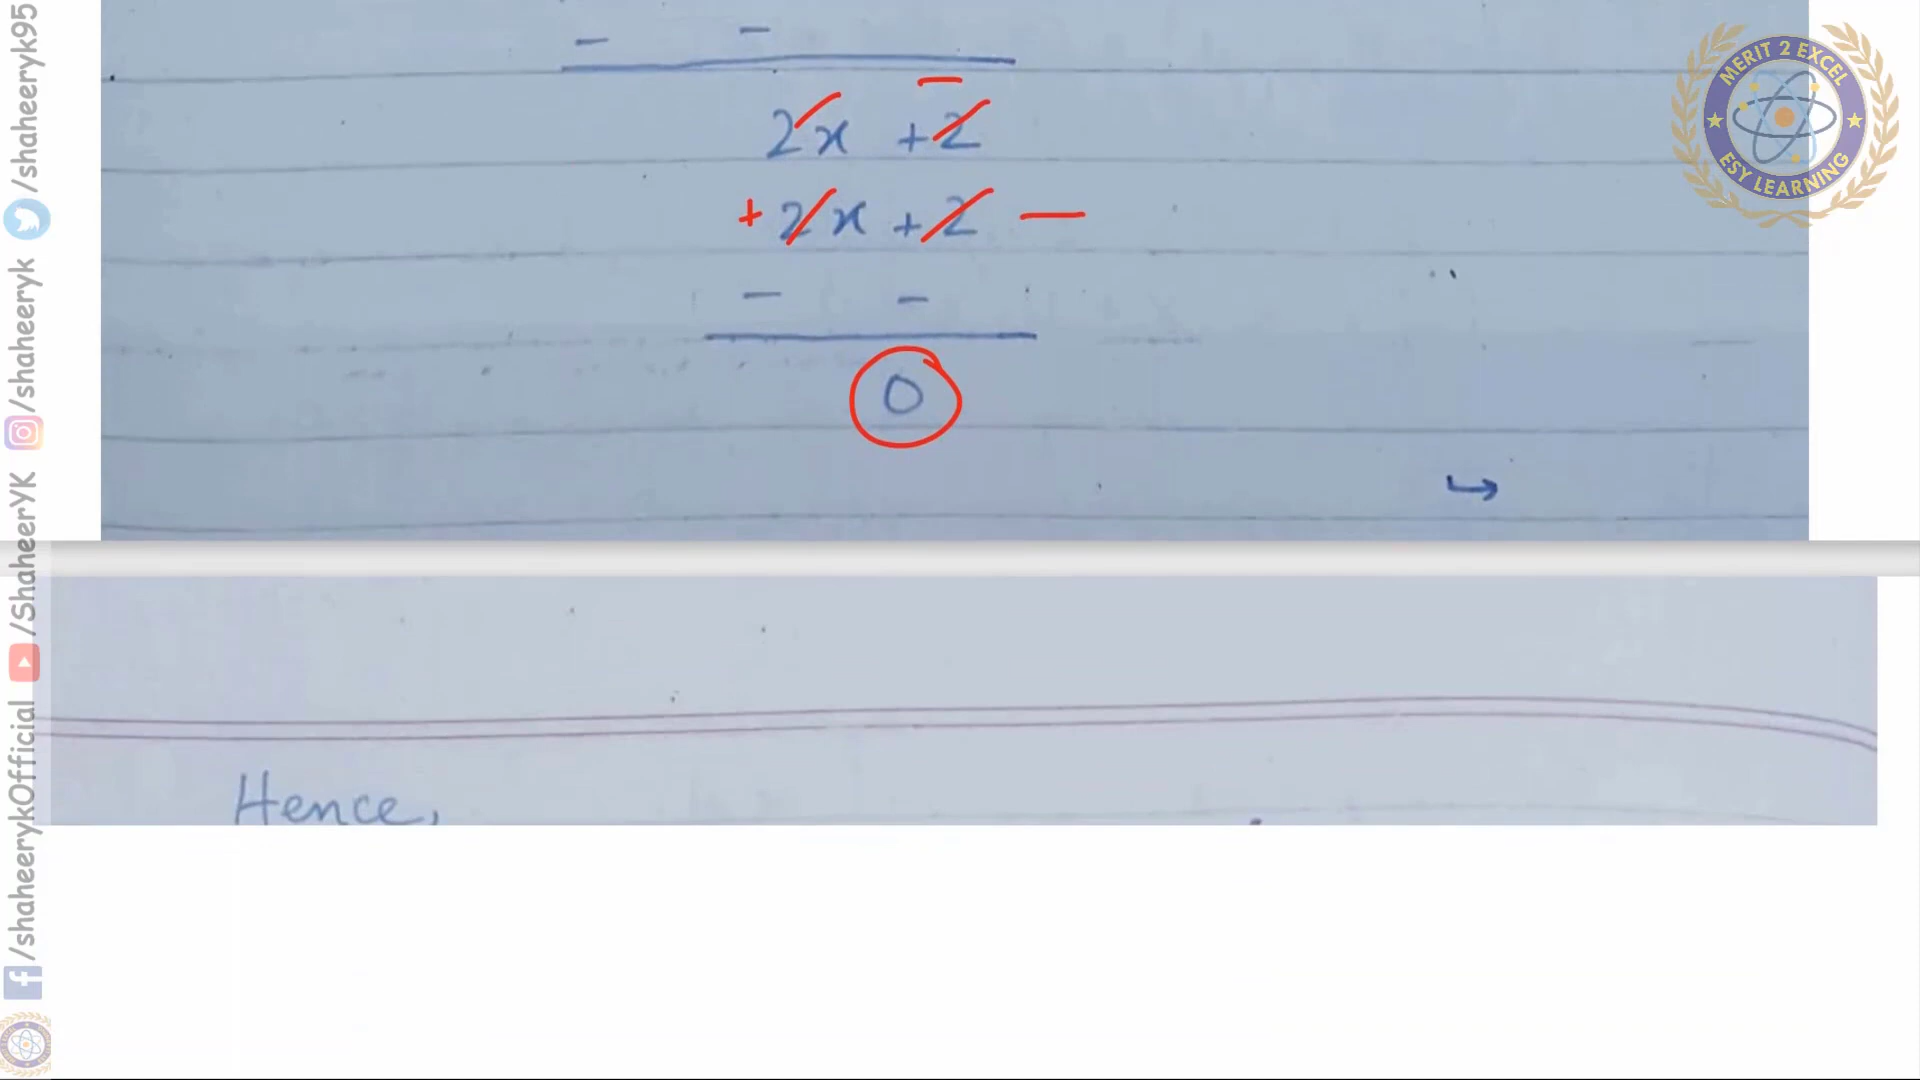 - -
2x + 2
+ 2x + 2 —
- -
0
↪
Hence,
MERIT 2 EXCEL
ESY LEARNING
/shaheeryk95
/shaheeryk
/ShaheerYK
/shaheerykOfficial